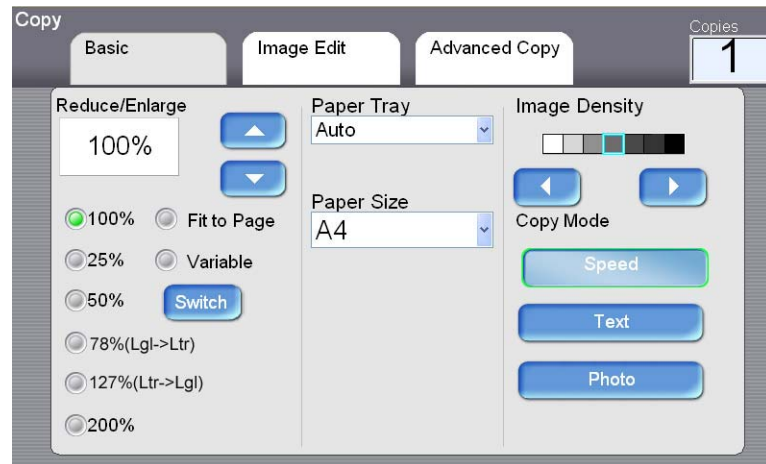 Copy
Copies
1
Basic
Image Edit
Advanced Copy
Reduce/Enlarge
100%
100%
Fit to Page
25%
Variable
50%
Switch
78%(Lgl->Ltr)
127%(Ltr->Lgl)
200%
Paper Tray
Auto
Paper Size
A4
Image Density
Copy Mode
Speed
Text
Photo